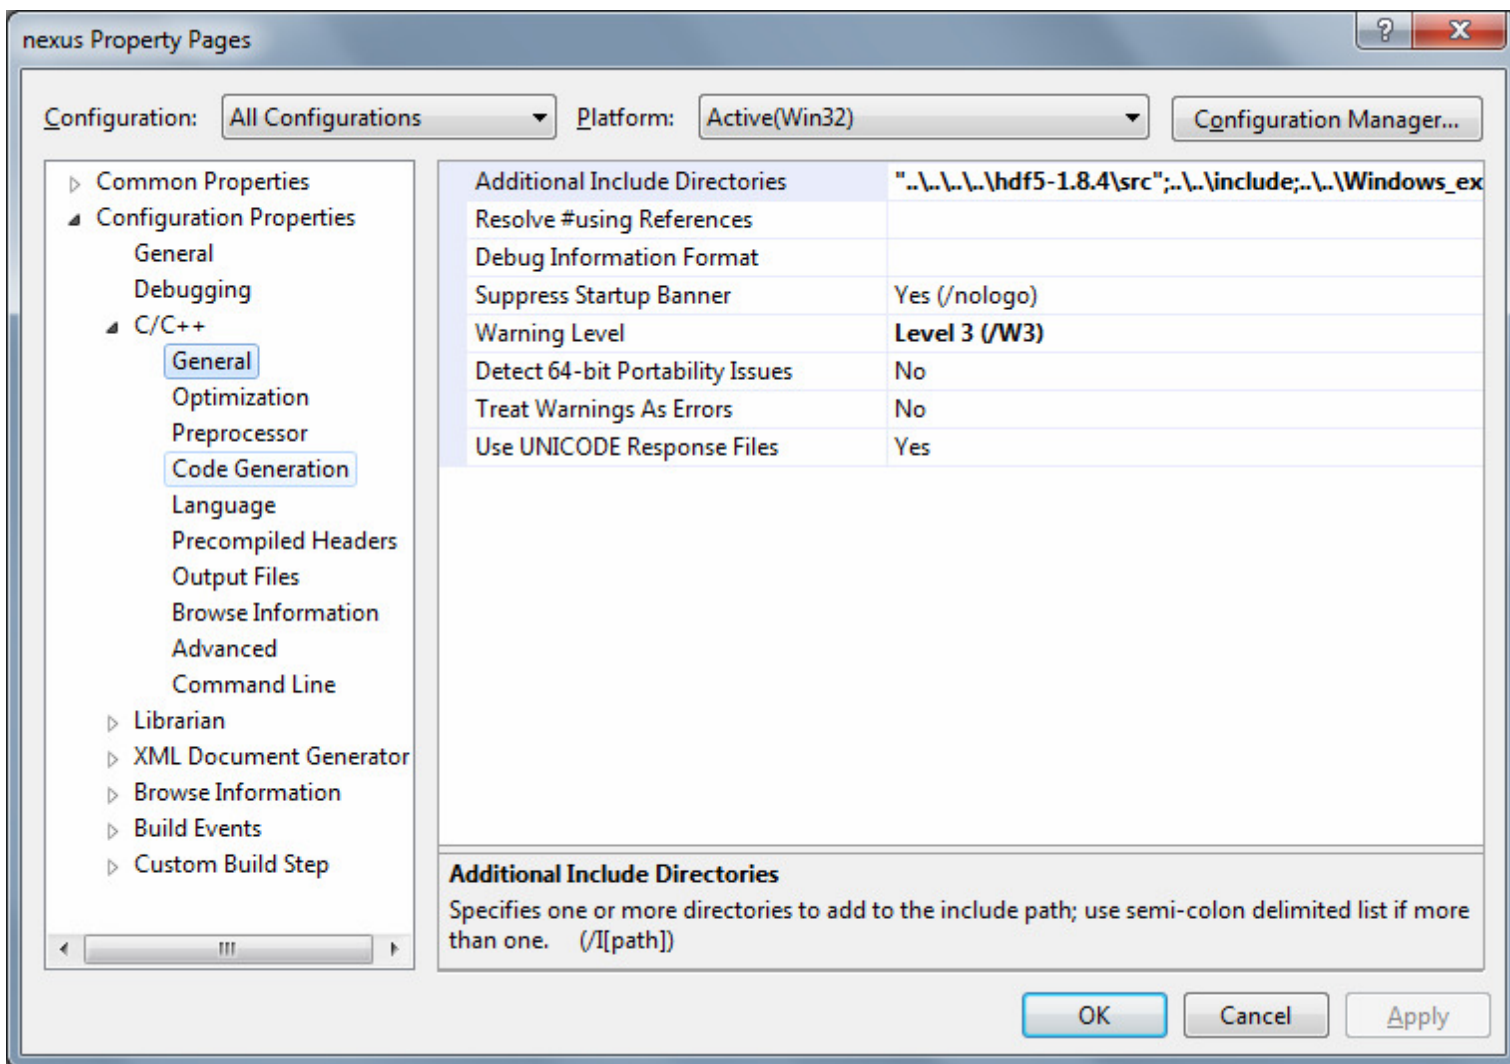 nexus Property Pages
Configuration: All Configurations Platform: Active(Win32) Configuration Manager...
Common Properties
Configuration Properties
General
Debugging
C/C++
General
Optimization
Preprocessor
Code Generation
Language
Precompiled Headers
Output Files
Browse Information
Advanced
Command Line
Librarian
XML Document Generator
Browse Information
Build Events
Custom Build Step
Additional Include Directories "..\..\..\..\hdf5-1.8.4\src";..\..\include;..\..\Windows_ex
Resolve #using References
Debug Information Format
Suppress Startup Banner Yes (/nologo)
Warning Level Level 3 (/W3)
Detect 64-bit Portability Issues No
Treat Warnings As Errors No
Use UNICODE Response Files Yes
Additional Include Directories
Specifies one or more directories to add to the include path; use semi-colon delimited list if more
than one. (/I[path])
OK Cancel Apply